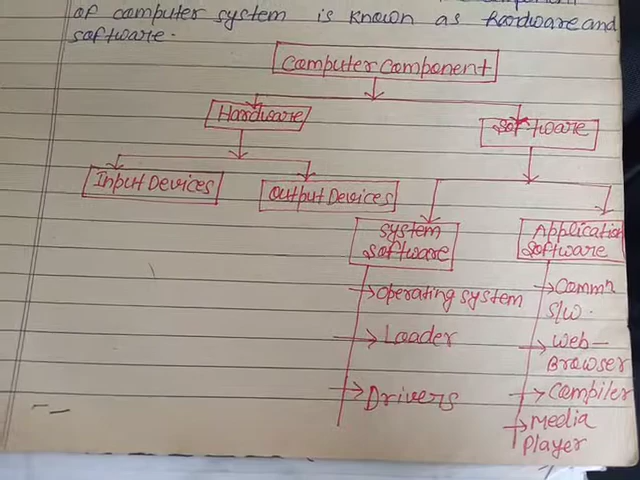 of computer system is known as hardware and
software.
Computer Component
Hardware
Software
Input Devices
Output Devices
System
Software
Application
Software
Operating system
Loader
Drivers
Commn
S/W.
Web-
Browser
Compiler
Media
Player